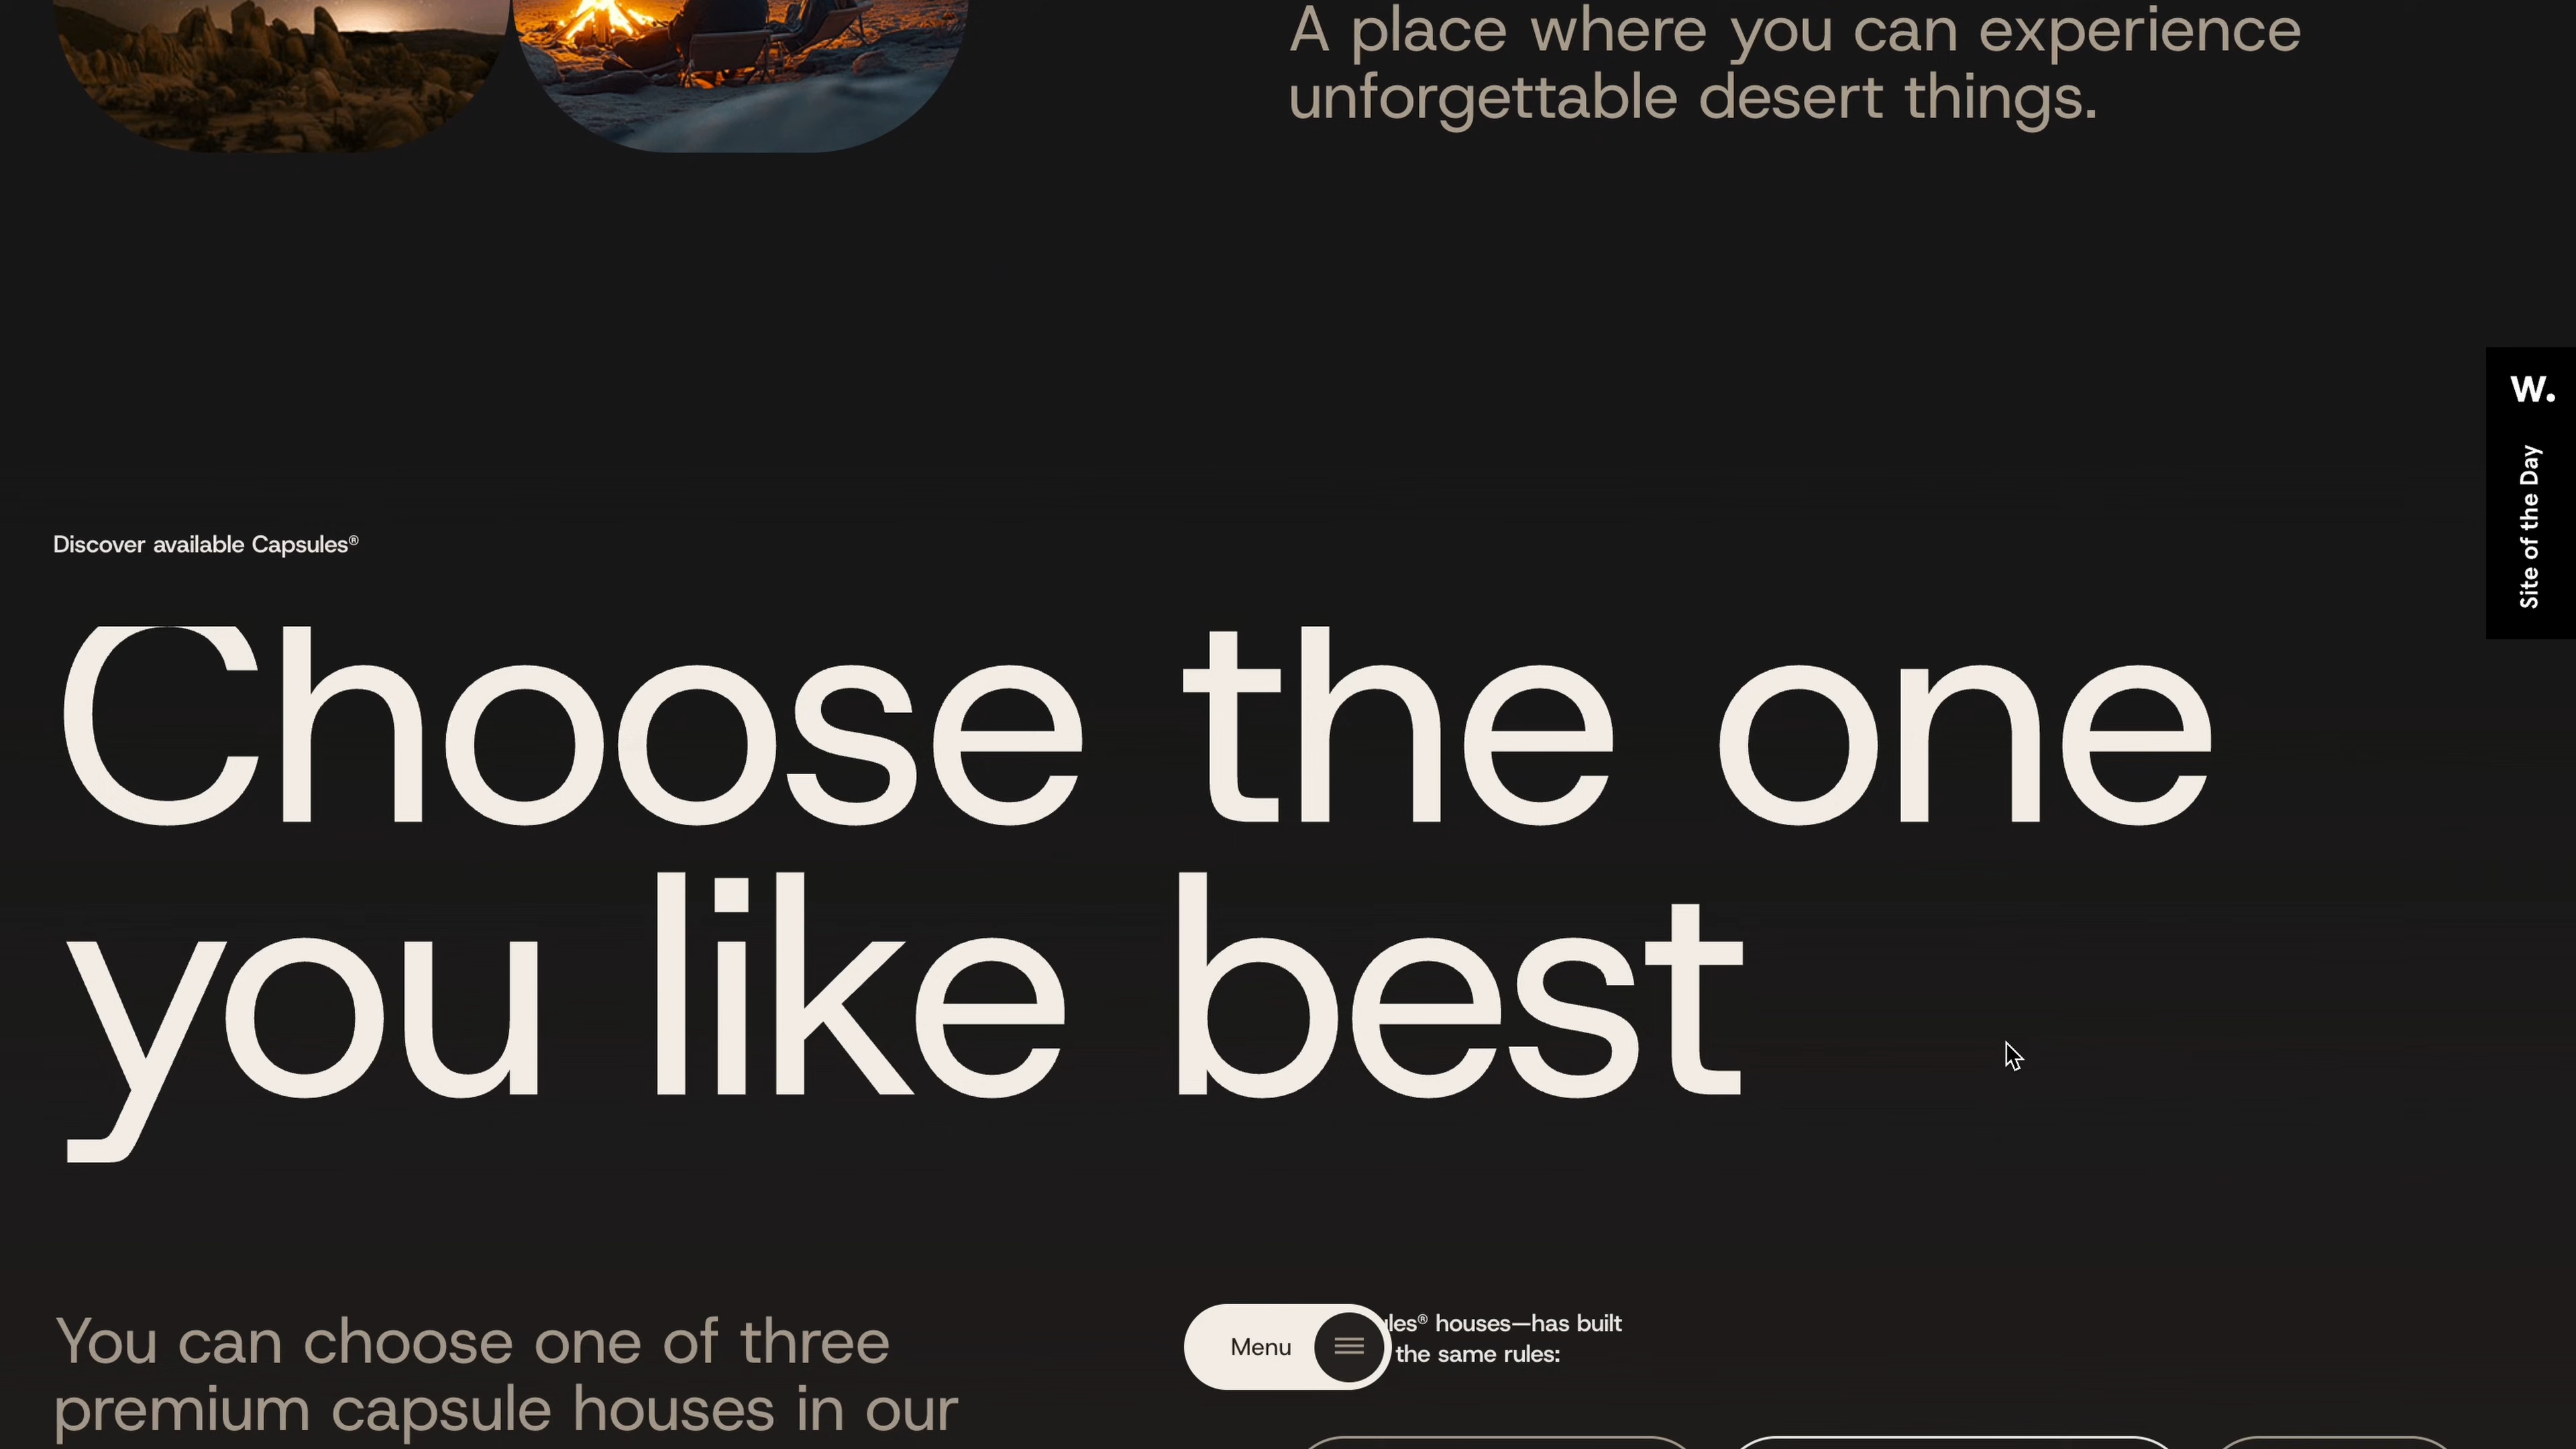 A place where you can experience
unforgettable desert things.
W.
Site of the Day
Discover available Capsules®
Choose the one
you like best
You can choose one of three
premium capsule houses in our
Menu
houses—has built
the same rules: